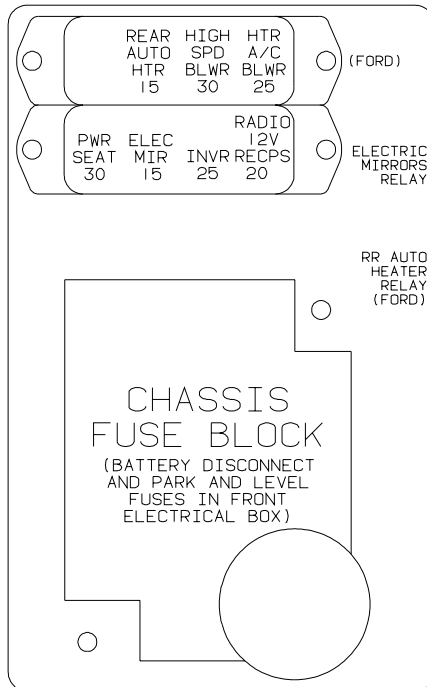 REAR HIGH HTR
AUTO SPD A/C
HTR BLWR BLWR
15 30 25
(FORD)
RADIO
PWR ELEC 12V
SEAT MIR INVR RECPS
30 15 25 20
ELECTRIC
MIRRORS
RELAY
RR AUTO
HEATER
RELAY
(FORD)
CHASSIS
FUSE BLOCK
(BATTERY DISCONNECT
AND PARK AND LEVEL
FUSES IN FRONT
ELECTRICAL BOX)